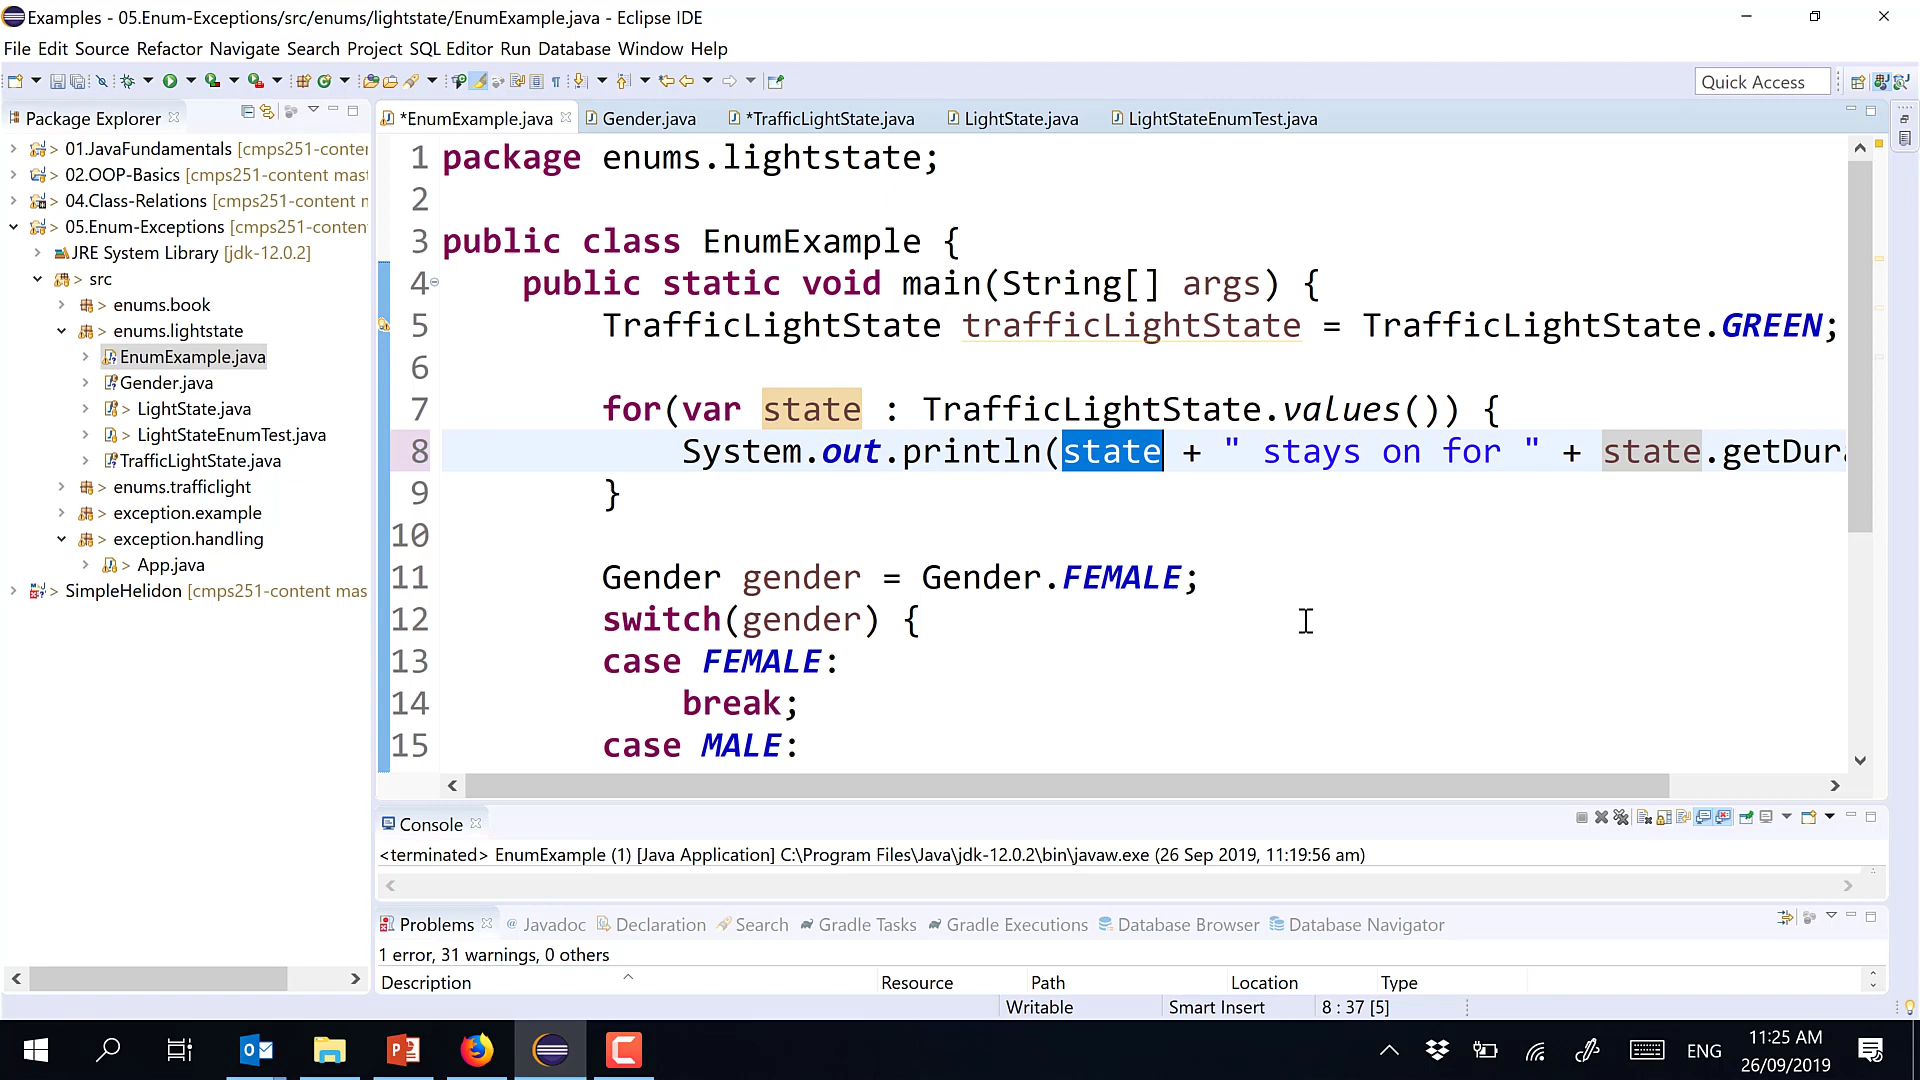 Examples - 05.Enum-Exceptions/src/enums/lightstate/EnumExample.java - Eclipse IDE
File Edit Source Refactor Navigate Search Project SQL Editor Run Database Window Help
Quick Access
Package Explorer
01.JavaFundamentals [cmps251-conter
> 02.OOP-Basics [cmps251-content mast
> 04.Class-Relations [cmps251-content n
> 05.Enum-Exceptions [cmps251-conten
JRE System Library [jdk-12.0.2]
> src
> enums.book
> enums.lightstate
EnumExample.java
Gender.java
> LightState.java
> LightStateEnumTest.java
TrafficLightState.java
> enums.trafficlight
> exception.example
> exception.handling
> App.java
> SimpleHelidon [cmps251-content mas
*EnumExample.java
Gender.java
*TrafficLightState.java
LightState.java
LightStateEnumTest.java
1 package enums.lightstate;
2
3 public class EnumExample {
4 public static void main(String[] args) {
5 TrafficLightState trafficLightState = TrafficLightState.GREEN;
6
7 for(var state : TrafficLightState.values()) {
8 System.out.println(state + " stays on for " + state.getDura
9 }
10
11 Gender gender = Gender.FEMALE;
12 switch(gender) {
13 case FEMALE:
14 break;
15 case MALE:
Console
<terminated> EnumExample (1) [Java Application] C:\Program Files\Java\jdk-12.0.2\bin\javaw.exe (26 Sep 2019, 11:19:56 am)
Problems @ Javadoc Declaration Search Gradle Tasks Gradle Executions Database Browser Database Navigator
1 error, 31 warnings, 0 others
Description Resource Path Location Type
Writable Smart Insert 8 : 37 [5]
ENG
11:25 AM
26/09/2019